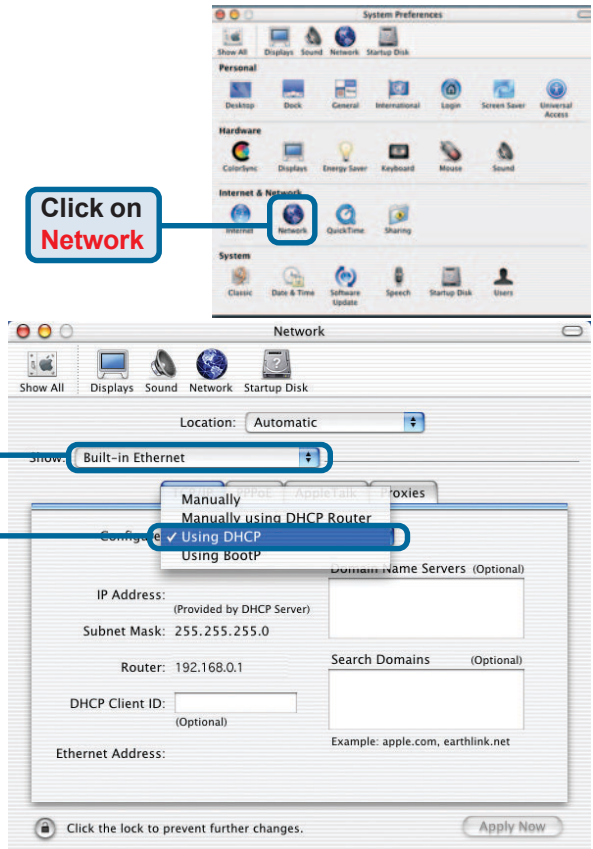 System Preferences
Show All Displays Sound Network Startup Disk
Personal
Desktop Dock General International Login Screen Saver Universal Access
Hardware
ColorSync Displays Energy Saver Keyboard Mouse Sound
Internet & Network
Internet Network QuickTime Sharing
System
Classic Date & Time Software Update Speech Startup Disk Users
Click on
Network
Network
Show All Displays Sound Network Startup Disk
Location: Automatic
Show: Built-in Ethernet
PPPoE AppleTalk Proxies
Manually
Manually using DHCP Router
Configure ✓ Using DHCP
Using BootP
Domain Name Servers (Optional)
IP Address:
(Provided by DHCP Server)
Subnet Mask: 255.255.255.0
Router: 192.168.0.1
Search Domains (Optional)
DHCP Client ID:
(Optional)
Example: apple.com, earthlink.net
Ethernet Address:
Click the lock to prevent further changes.
Apply Now